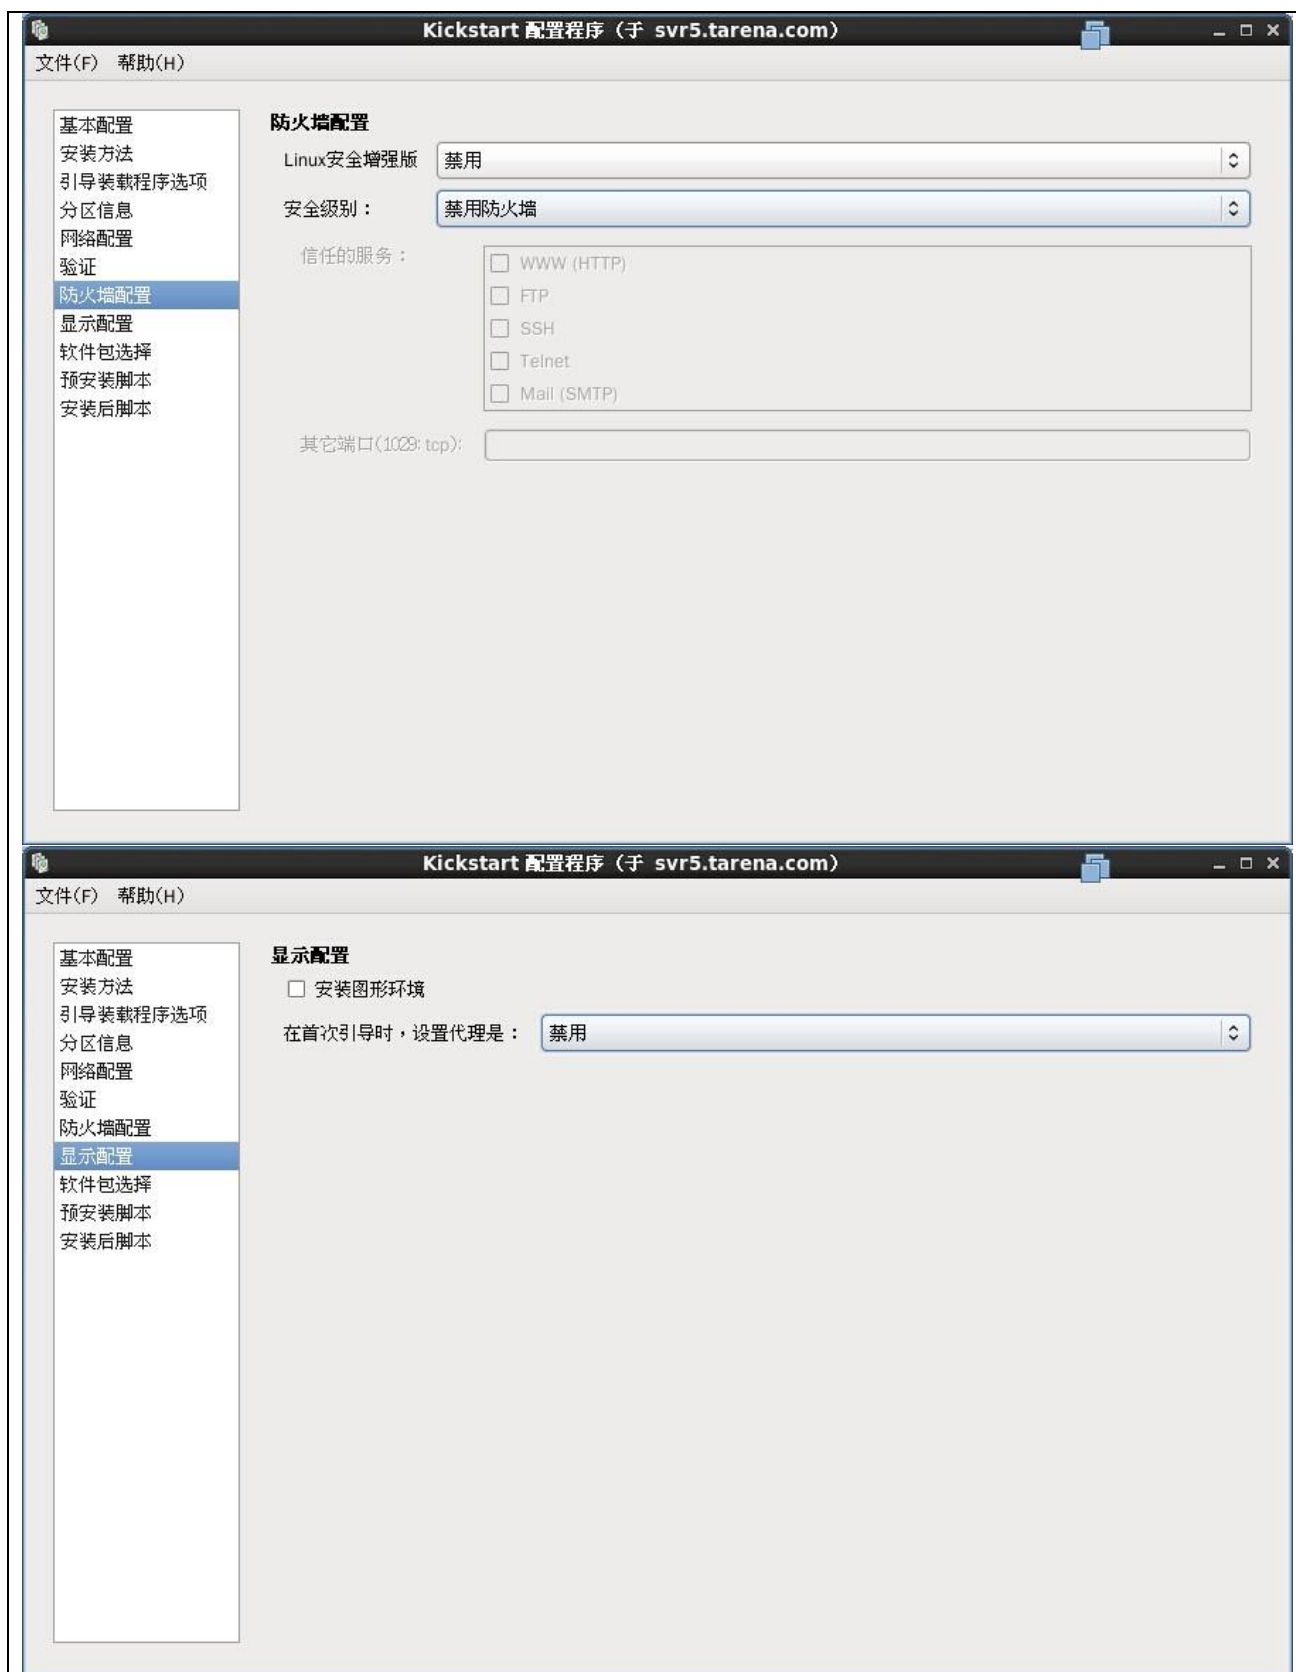 Kickstart 配置程序（于 svr5.tarena.com）
文件(F) 帮助(H)
基本配置
安装方法
引导装载程序选项
分区信息
网络配置
验证
防火墙配置
显示配置
软件包选择
预安装脚本
安装后脚本
防火墙配置
Linux安全增强版 禁用
安全级别： 禁用防火墙
信任的服务：
WWW (HTTP)
FTP
SSH
Telnet
Mail (SMTP)
其它端口(1029:tcp):
Kickstart 配置程序（于 svr5.tarena.com）
文件(F) 帮助(H)
基本配置
安装方法
引导装载程序选项
分区信息
网络配置
验证
防火墙配置
显示配置
软件包选择
预安装脚本
安装后脚本
显示配置
安装图形环境
在首次引导时，设置代理是： 禁用